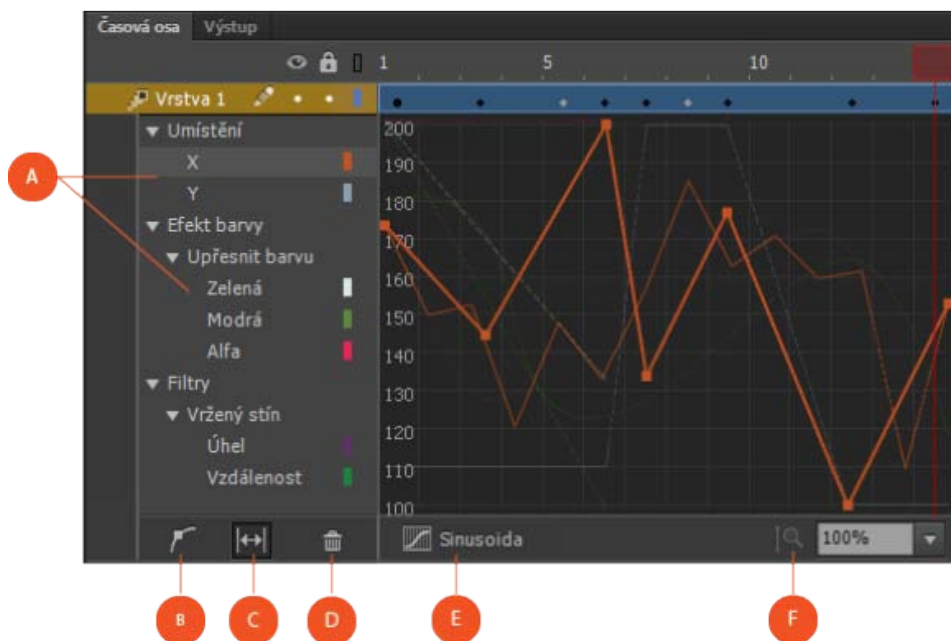 Časová osa Výstup
1 5 10
Vrstva 1
Umístění
X
Y
Efekt barvy
Upřesnit barvu
Zelená
Modrá
Alfa
Filtry
Vržený stín
Úhel
Vzdálenost
200
190
180
170
160
150
140
130
120
110
100
Sinusoida
100%
A
B
C
D
E
F